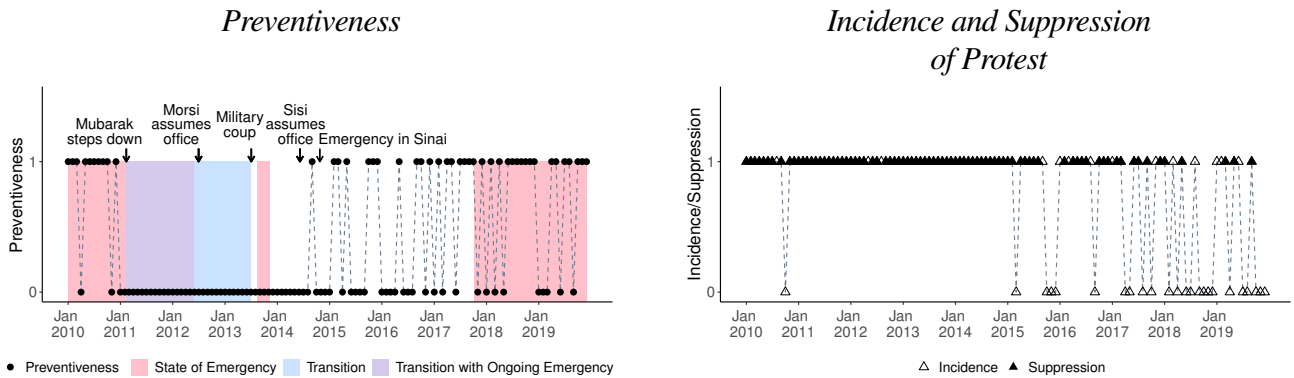 Preventiveness
Mubarak
steps down
Morsi
assumes
office
Military
coup
Sisi
assumes
office
Emergency in Sinai
Preventiveness
1
0
Jan
2010
Jan
2011
Jan
2012
Jan
2013
Jan
2014
Jan
2015
Jan
2016
Jan
2017
Jan
2018
Jan
2019
Preventiveness
State of Emergency
Transition
Transition with Ongoing Emergency
Incidence and Suppression
of Protest
Incidence/Suppression
1
0
Jan
2010
Jan
2011
Jan
2012
Jan
2013
Jan
2014
Jan
2015
Jan
2016
Jan
2017
Jan
2018
Jan
2019
Incidence
Suppression